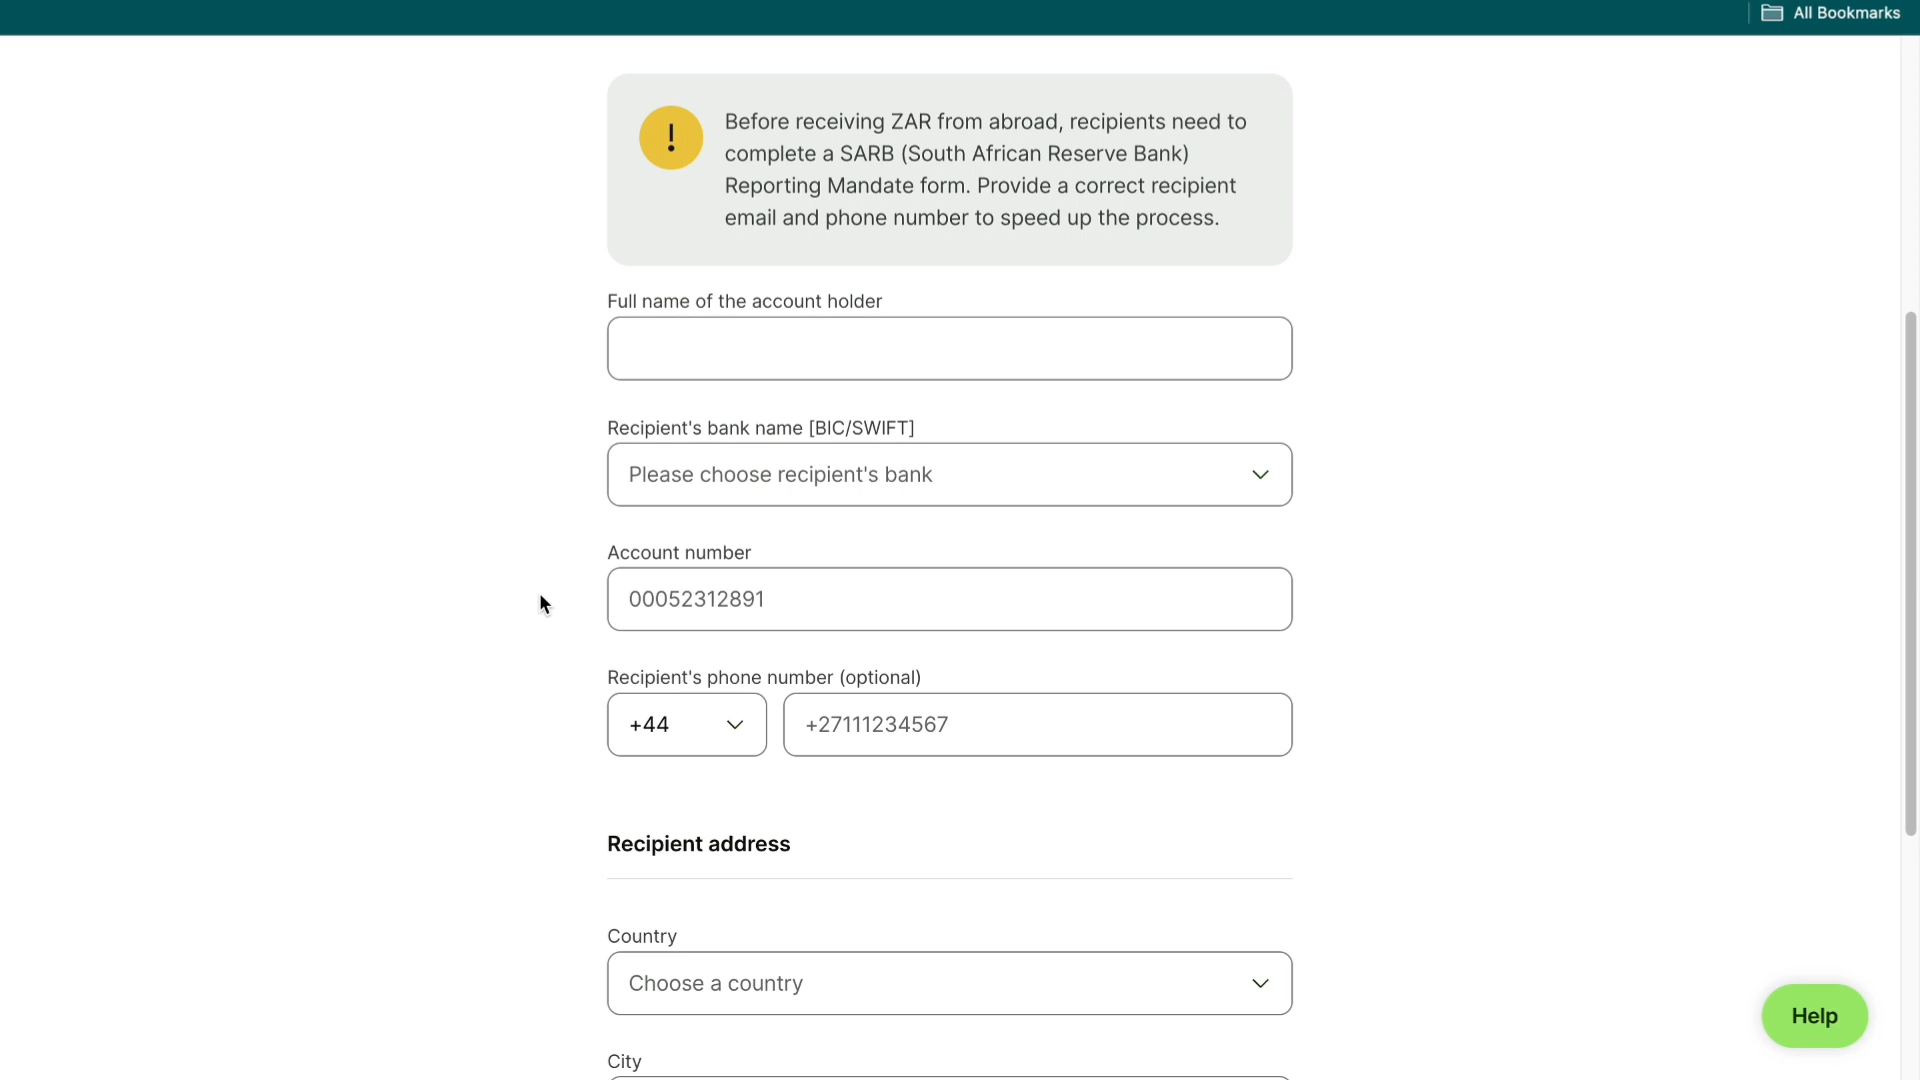 All Bookmarks
!
Before receiving ZAR from abroad, recipients need to
complete a SARB (South African Reserve Bank)
Reporting Mandate form. Provide a correct recipient
email and phone number to speed up the process.
Full name of the account holder
Recipient's bank name [BIC/SWIFT]
Please choose recipient's bank
Account number
00052312891
Recipient's phone number (optional)
+44
+27111234567
Recipient address
Country
Choose a country
Help
City